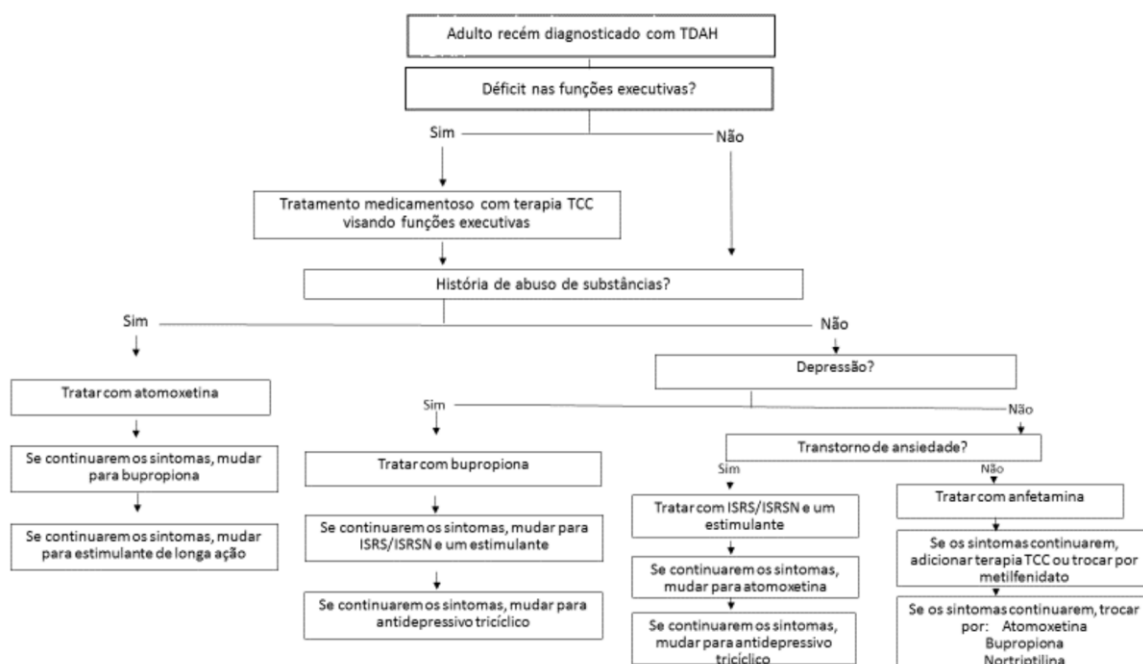 Adulto recém diagnosticado com TDAH
Déficit nas funções executivas?
Sim
Não
Tratamento medicamentoso com terapia TCC
visando funções executivas
História de abuso de substâncias?
Sim
Não
Depressão?
Tratar com atomoxetina
Sim
Não
Transtorno de ansiedade?
Se continuarem os sintomas, mudar
para bupropiona
Tratar com bupropiona
Sim
Não
Tratar com ISRS/ISRSN e um
estimulante
Tratar com anfetamina
Se continuarem os sintomas, mudar
para estimulante de longa ação
Se continuarem os sintomas, mudar para
ISRS/ISRSN e um estimulante
Se continuarem os sintomas,
mudar para atomoxetina
Se os sintomas continuarem,
adicionar terapia TCC ou trocar por
metilfenidato
Se continuarem os sintomas, mudar para
antidepressivo tricíclico
Se continuarem os sintomas,
mudar para antidepressivo
tricíclico
Se os sintomas continuarem, trocar
por: Atomoxetina
Bupropiona
Nortriptilina